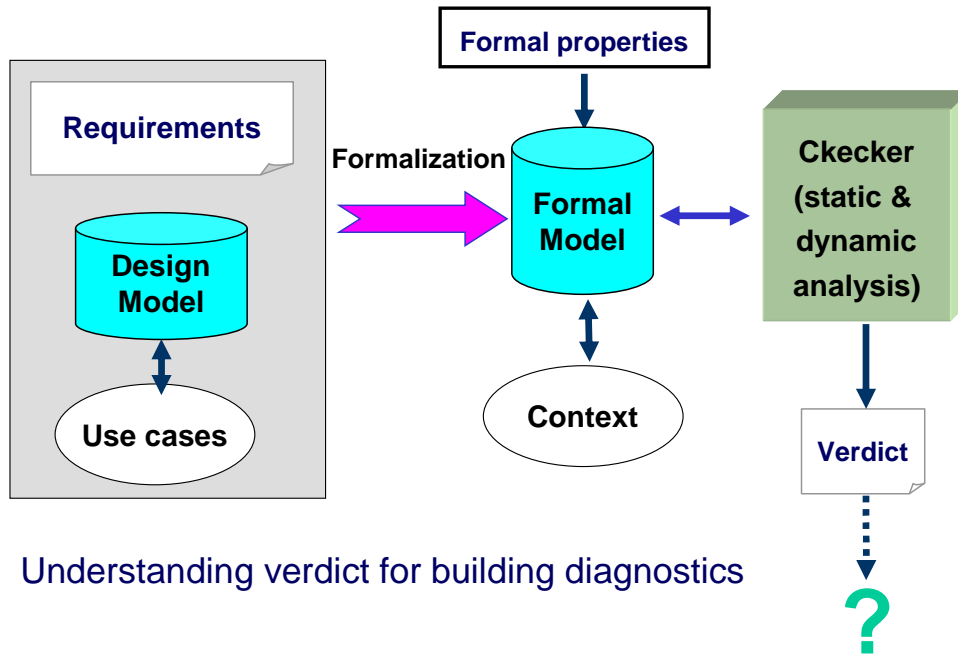 Formal properties
Requirements
Formalization
Design
Model
Use cases
Formal
Model
Context
Ckecker
(static &
dynamic
analysis)
Verdict
Understanding verdict for building diagnostics
?